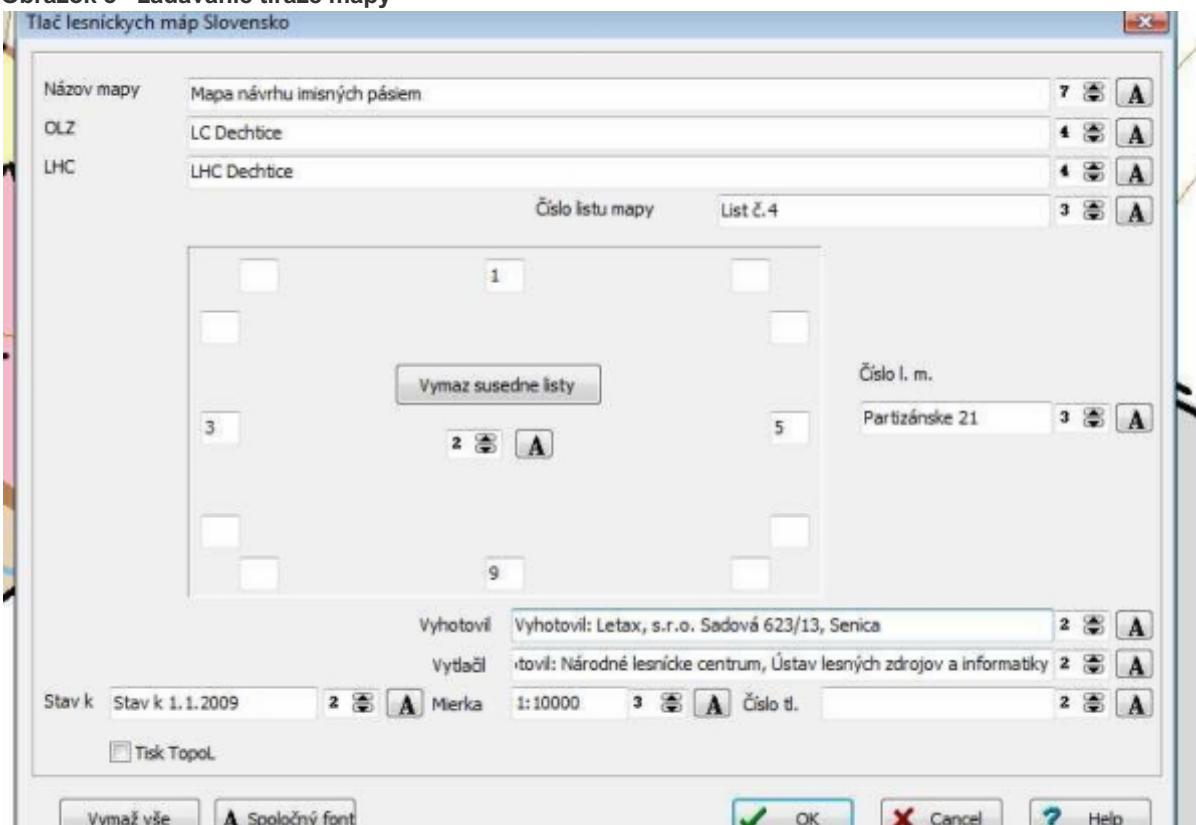 Obrázok 3 - zadávanie tiráže mapy
Tlač lesníckych máp Slovensko
Názov mapy Mapa návrhu imisných pásiem 7 A
OLZ LC Dechtice 4 A
LHC LHC Dechtice 4 A
Číslo listu mapy List č.4 3 A
1
Vymaz susedne listy
Číslo l. m.
3 2 A 5 Partizánske 21 3 A
9
Vyhotovil Vyhotovil: Letax, s.r.o. Sadová 623/13, Senica 2 A
Vytlačil tovil: Národné lesnícke centrum, Ústav lesných zdrojov a informatiky 2 A
Stav k Stav k 1.1.2009 2 A Mierka 1:10000 3 A Číslo tl. 2 A
Tisk TopoL
Vymaž vše A Spoločný font OK Cancel Help